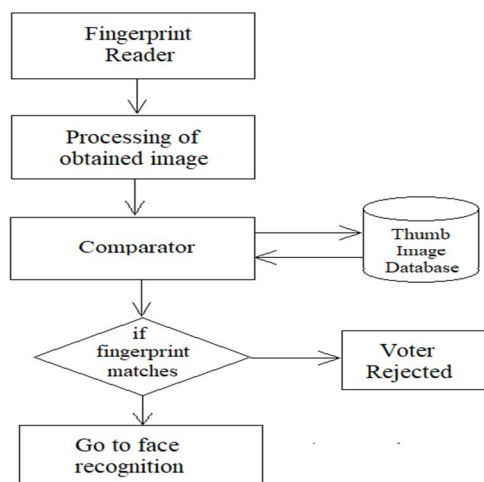 Fingerprint
Reader
Processing of
obtained image
Comparator
Thumb
Image
Database
if
fingerprint
matches
Voter
Rejected
Go to face
recognition